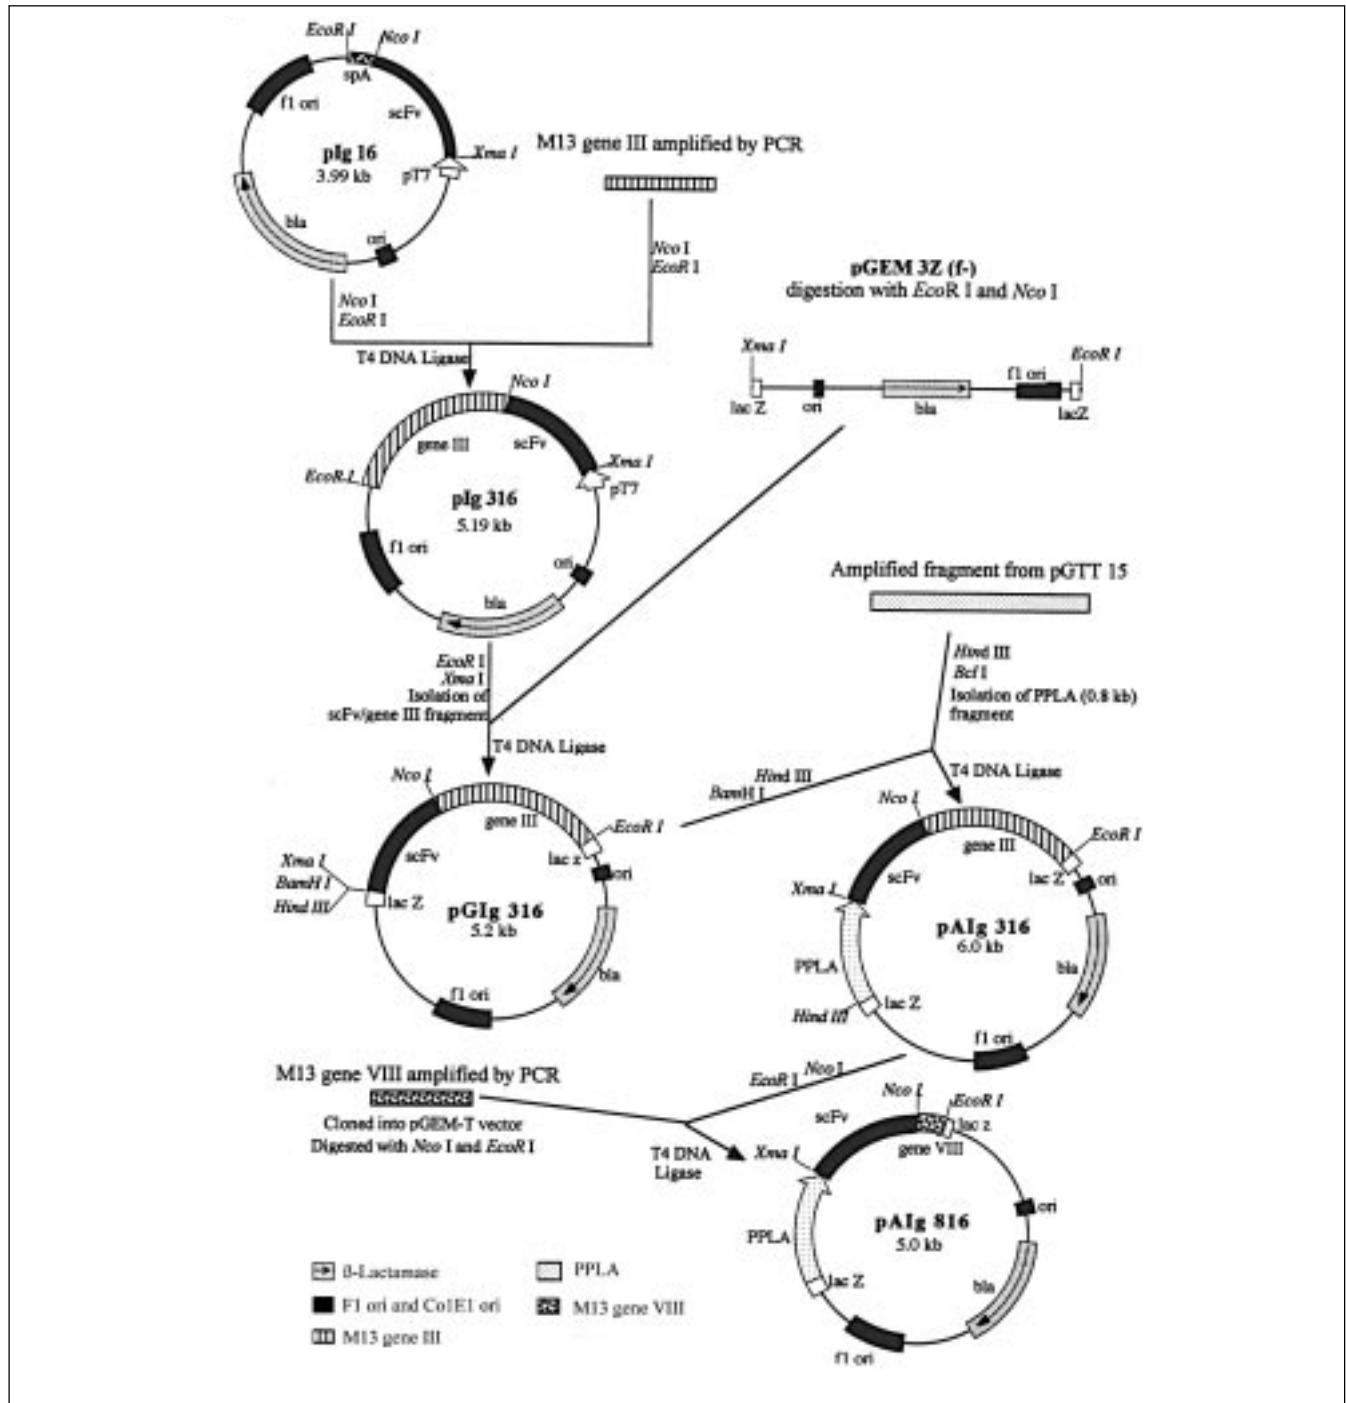 EcoR I
Nco I
spA
f1 ori
scFv
pIg 16
3.99 kb
Xma I
pT7
bla
ori
M13 gene III amplified by PCR
Nco I
EcoR I
Nco I
EcoR I
T4 DNA Ligase
pGEM 3Z (f-)
digestion with EcoR I and Nco I
Xma I
EcoR I
f1 ori
lac Z
ori
bla
lacZ
Nco I
gene III
scFv
EcoR I
Xma I
pIg 316
pT7
5.19 kb
f1 ori
ori
bla
Amplified fragment from pGTT 15
EcoR I
Xma I
Isolation of
scFv/gene III fragment
T4 DNA Ligase
Hind III
Bcl I
Isolation of PPLA (0.8 kb)
fragment
Hind III
BamH I
T4 DNA Ligase
Nco I
gene III
EcoR I
scFv
lac z
Xma I
ori
BamH I
Hind III
lac Z
pGIg 316
5.2 kb
bla
f1 ori
Nco I
EcoR I
gene III
scFv
lac Z
ori
Xma I
pAIg 316
6.0 kb
PPLA
bla
Hind III
lac Z
f1 ori
M13 gene VIII amplified by PCR
Cloned into pGEM-T vector
Digested with Nco I and EcoR I
EcoR I
Nco I
T4 DNA
Ligase
Nco I
EcoR I
scFv
lac z
gene VIII
Xma I
ori
pAIg 816
5.0 kb
PPLA
bla
lac Z
f1 ori
ß-Lactamase
PPLA
F1 ori and Co1E1 ori
M13 gene VIII
M13 gene III